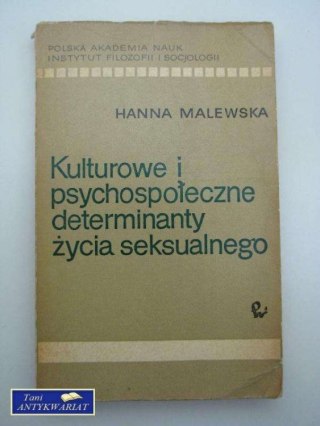 POLSKA AKADEMIA NAUK
INSTYTUT FILOZOFII I SOCJOLOGII
HANNA MALEWSKA
Kulturowe i
psychospołeczne
determinanty
życia seksualnego
Tani
ANTYKWARIAT